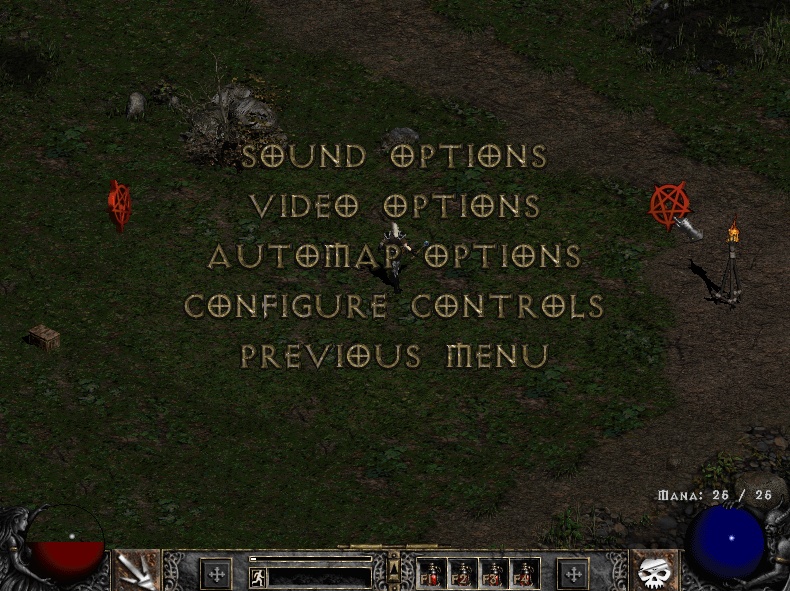 SOUND OPTIONS
VIDEO OPTIONS
AUTOMAP OPTIONS
CONFIGURE CONTROLS
PREVIOUS MENU
MANA: 26 / 26
F1 F2 F3 F4